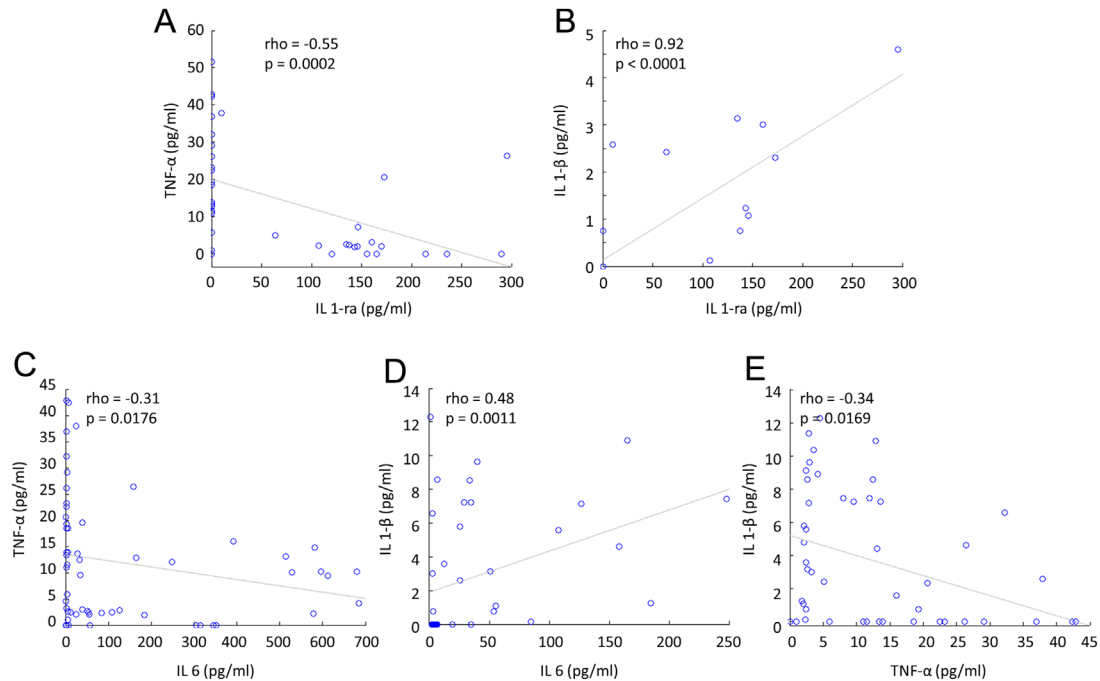 A
rho = -0.55
p = 0.0002
TNF-α (pg/ml)
60
50
40
30
20
10
0
0 50 100 150 200 250 300
IL 1-ra (pg/ml)
B
rho = 0.92
p < 0.0001
IL 1-β (pg/ml)
5
4
3
2
1
0
0 50 100 150 200 250 300
IL 1-ra (pg/ml)
C
rho = -0.31
p = 0.0176
TNF-α (pg/ml)
45
40
35
30
25
20
15
10
5
0
0 100 200 300 400 500 600 700
IL 6 (pg/ml)
D
rho = 0.48
p = 0.0011
IL 1-β (pg/ml)
14
12
10
8
6
4
2
0
0 50 100 150 200 250
IL 6 (pg/ml)
E
rho = -0.34
p = 0.0169
IL 1-β (pg/ml)
14
12
10
8
6
4
2
0
0 5 10 15 20 25 30 35 40 45
TNF-α (pg/ml)